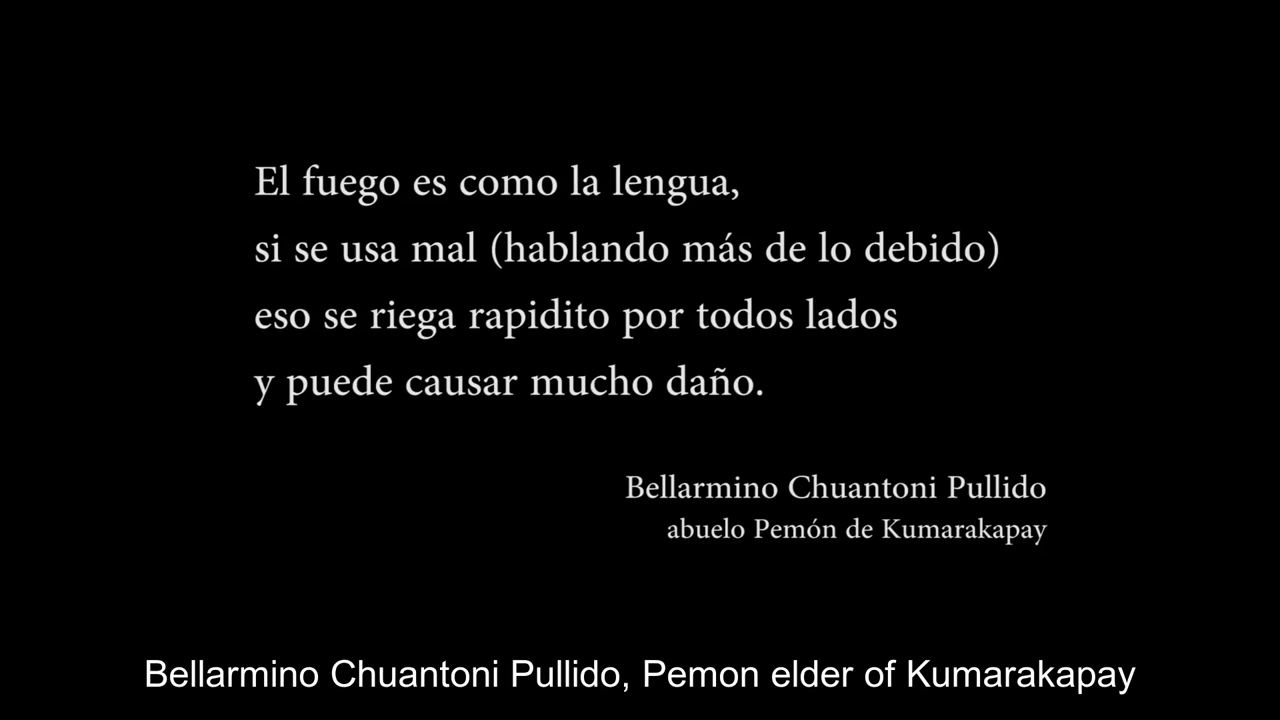 El fuego es como la lengua,
si se usa mal (hablando más de lo debido)
eso se riega rapidito por todos lados
y puede causar mucho daño.
Bellarmino Chuantoni Pullido
abuelo Pemón de Kumarakapay
Bellarmino Chuantoni Pullido, Pemon elder of Kumarakapay